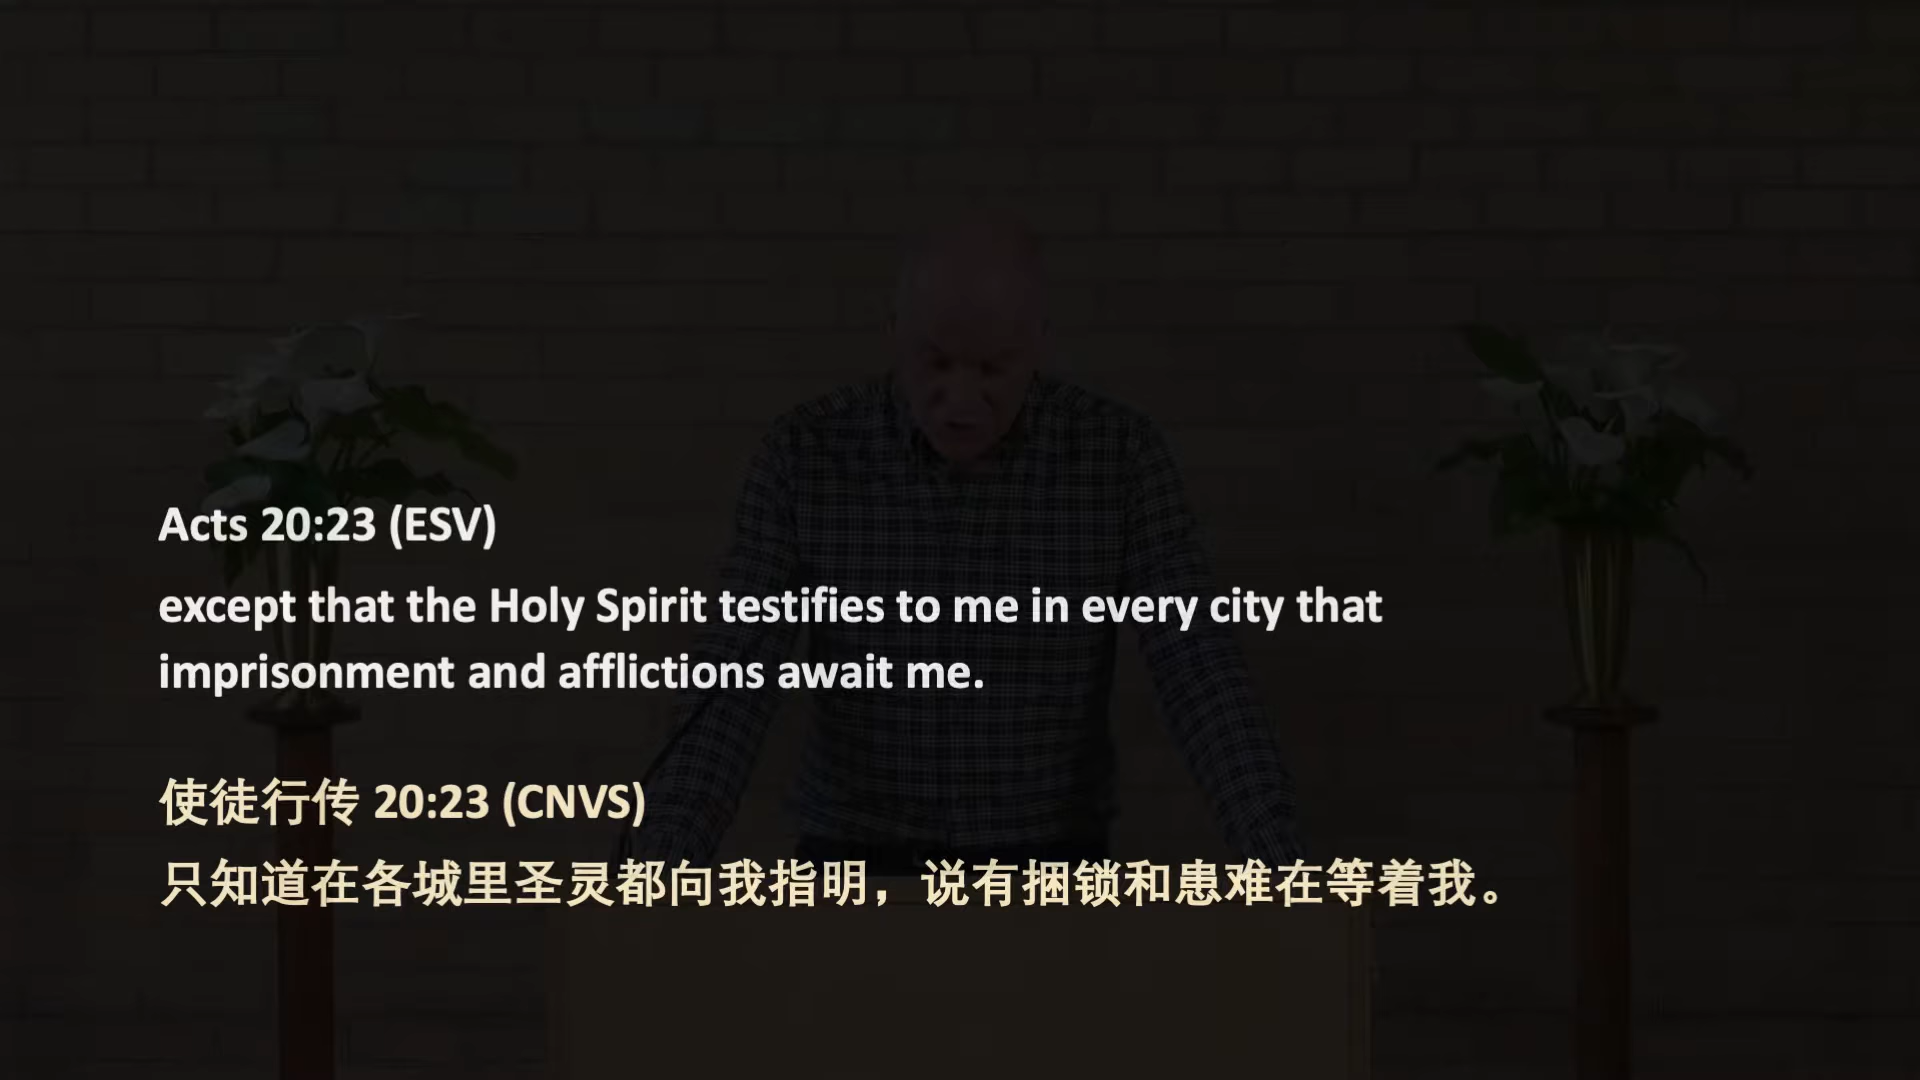 Acts 20:23 (ESV)
except that the Holy Spirit testifies to me in every city that
imprisonment and afflictions await me.
使徒行传 20:23 (CNVS)
只知道在各城里圣灵都向我指明，说有捆锁和患难在等着我。